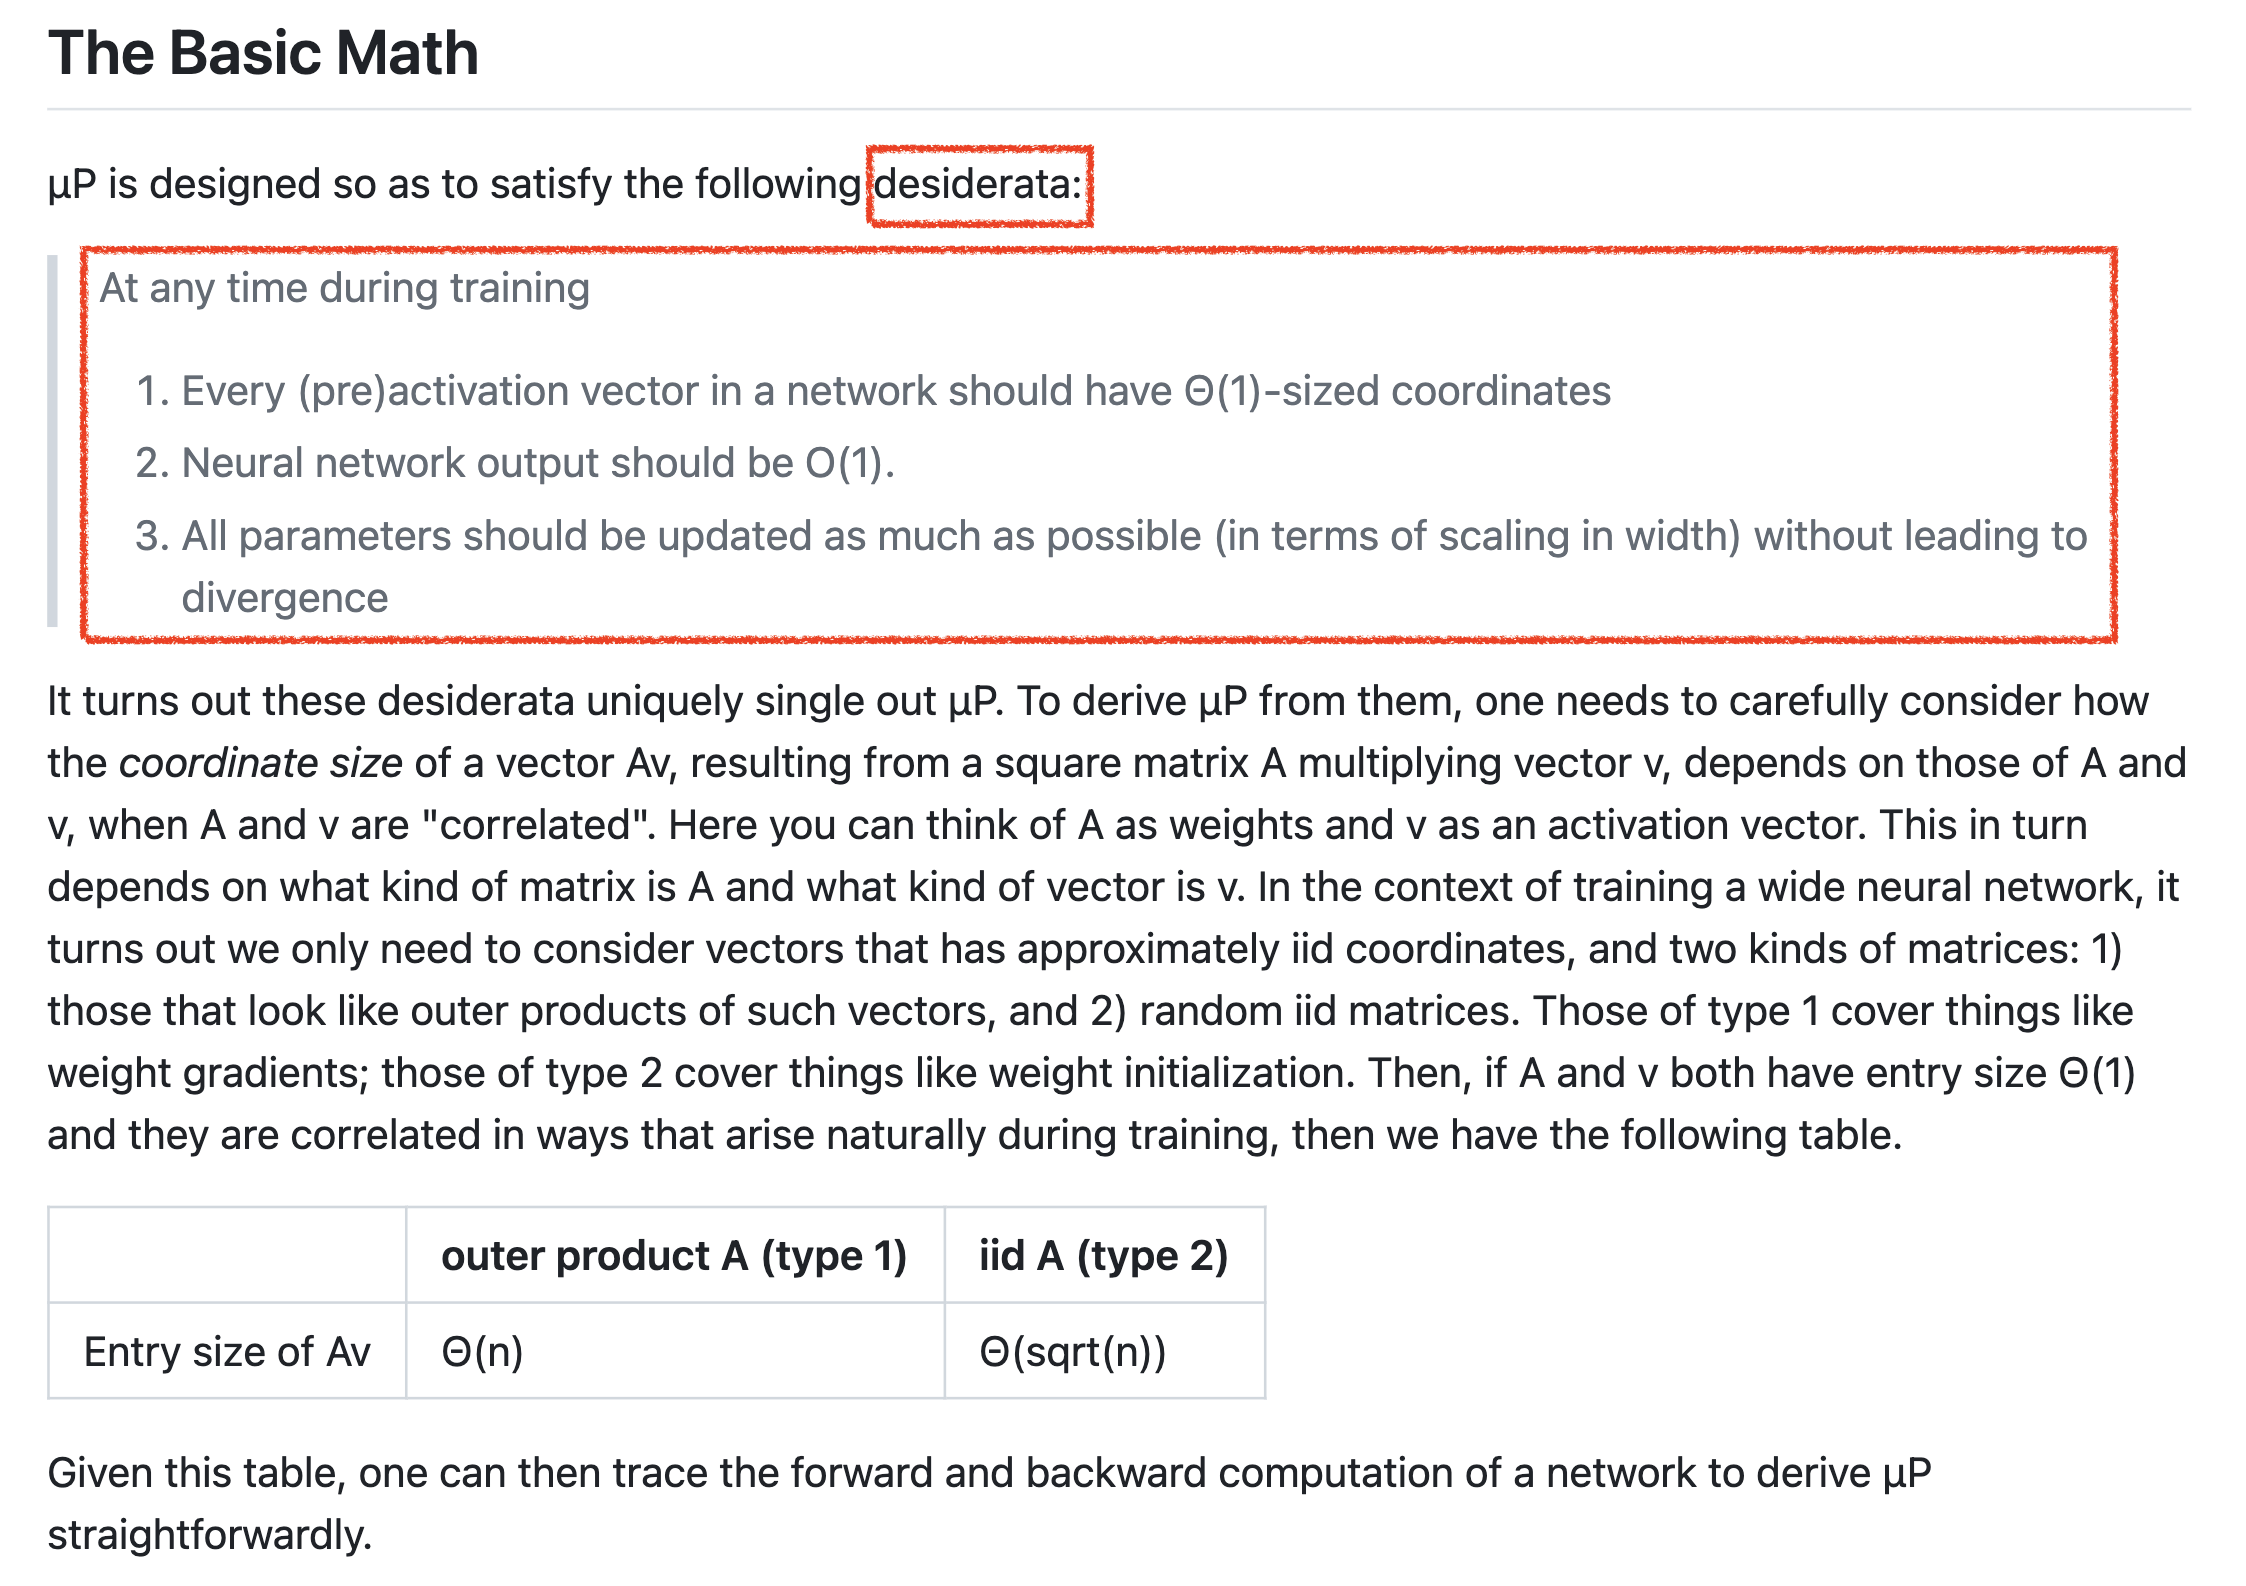 The Basic Math
μP is designed so as to satisfy the following desiderata:
At any time during training
1. Every (pre)activation vector in a network should have Θ(1)-sized coordinates
2. Neural network output should be O(1).
3. All parameters should be updated as much as possible (in terms of scaling in width) without leading to
divergence
It turns out these desiderata uniquely single out μP. To derive μP from them, one needs to carefully consider how
the coordinate size of a vector Av, resulting from a square matrix A multiplying vector v, depends on those of A and
v, when A and v are "correlated". Here you can think of A as weights and v as an activation vector. This in turn
depends on what kind of matrix is A and what kind of vector is v. In the context of training a wide neural network, it
turns out we only need to consider vectors that has approximately iid coordinates, and two kinds of matrices: 1)
those that look like outer products of such vectors, and 2) random iid matrices. Those of type 1 cover things like
weight gradients; those of type 2 cover things like weight initialization. Then, if A and v both have entry size Θ(1)
and they are correlated in ways that arise naturally during training, then we have the following table.
outer product A (type 1) iid A (type 2)
Entry size of Av Θ(n) Θ(sqrt(n))
Given this table, one can then trace the forward and backward computation of a network to derive μP
straightforwardly.